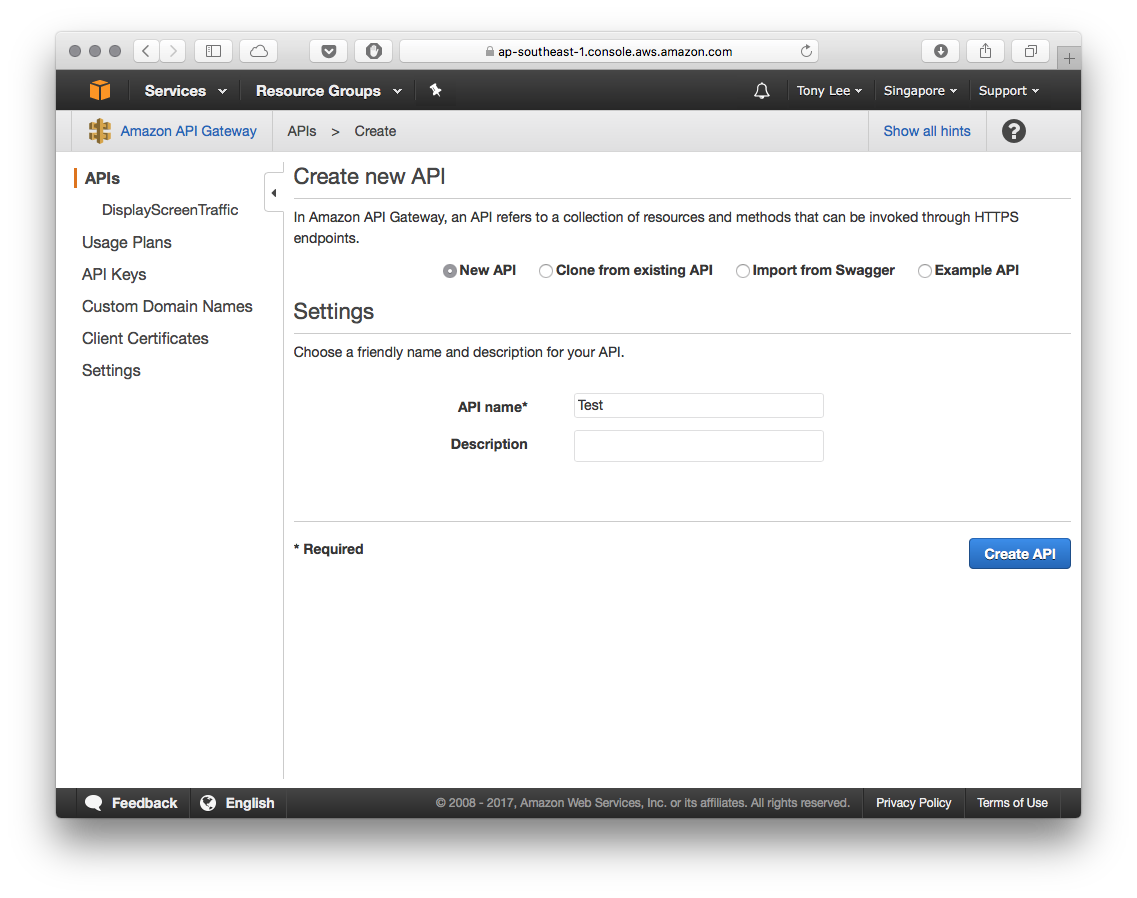 ap-southeast-1.console.aws.amazon.com
Services Resource Groups Tony Lee Singapore Support
Amazon API Gateway APIs > Create Show all hints ?
APIs
DisplayScreenTraffic
Usage Plans
API Keys
Custom Domain Names
Client Certificates
Settings
Create new API
In Amazon API Gateway, an API refers to a collection of resources and methods that can be invoked through HTTPS
endpoints.
New API Clone from existing API Import from Swagger Example API
Settings
Choose a friendly name and description for your API.
API name* Test
Description
* Required Create API
Feedback English © 2008 - 2017, Amazon Web Services, Inc. or its affiliates. All rights reserved. Privacy Policy Terms of Use